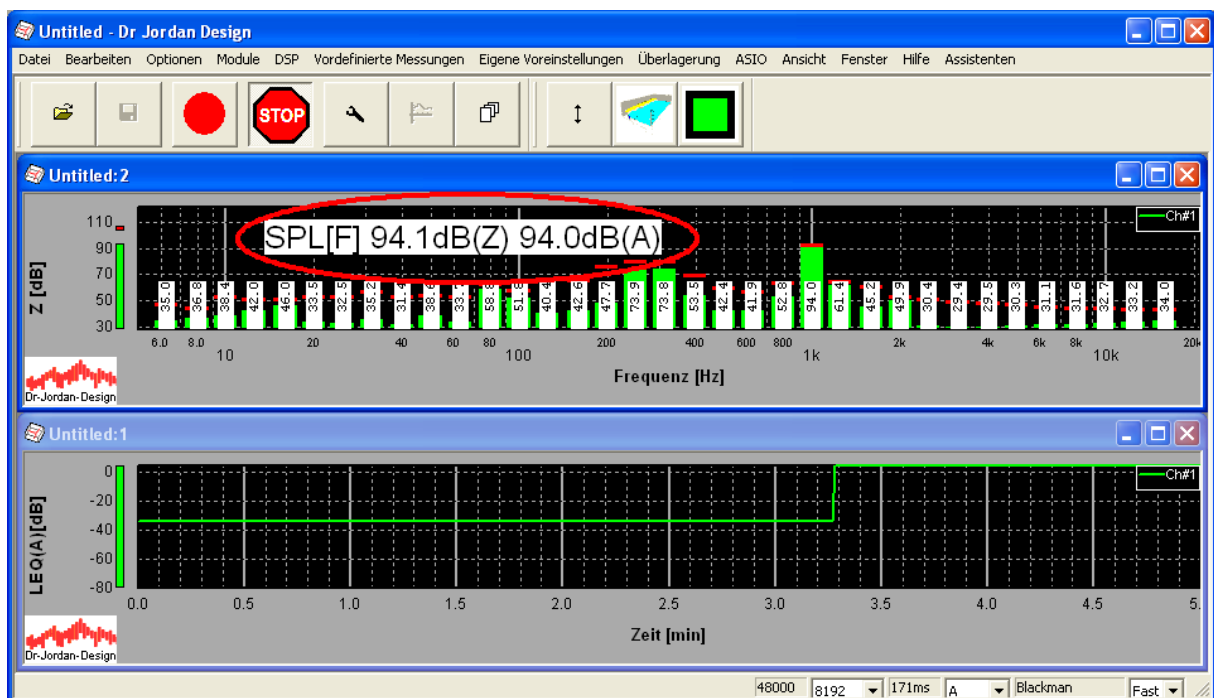 Untitled - Dr Jordan Design
Datei Bearbeiten Optionen Module DSP Vordefinierte Messungen Eigene Voreinstellungen Überlagerung ASIO Ansicht Fenster Hilfe Assistenten
STOP
Untitled:2
SPL[F] 94.1dB(Z) 94.0dB(A)
Ch#1
Z [dB]
110
90
70
50
30
35.0 36.8 38.4 42.0 46.0 33.5 32.5 35.2 31.4 38.6 40.4 42.6 47.7 73.9 73.8 53.5 42.4 41.9 52.8 94.0 61.4 45.2 49.9 30.4 29.4 29.5 30.3 31.1 31.6 32.7 33.2 34.0
6.0 8.0 10 20 40 60 80 100 200 400 600 800 1k 2k 4k 6k 8k 10k
Frequenz [Hz]
Dr-Jordan-Design
Untitled:1
Ch#1
LEQ(A)[dB]
0
-20
-40
-60
-80
0.0 0.5 1.0 1.5 2.0 2.5 3.0 3.5 4.0 4.5
Zeit [min]
Dr-Jordan-Design
48000 8192 171ms A Blackman Fast